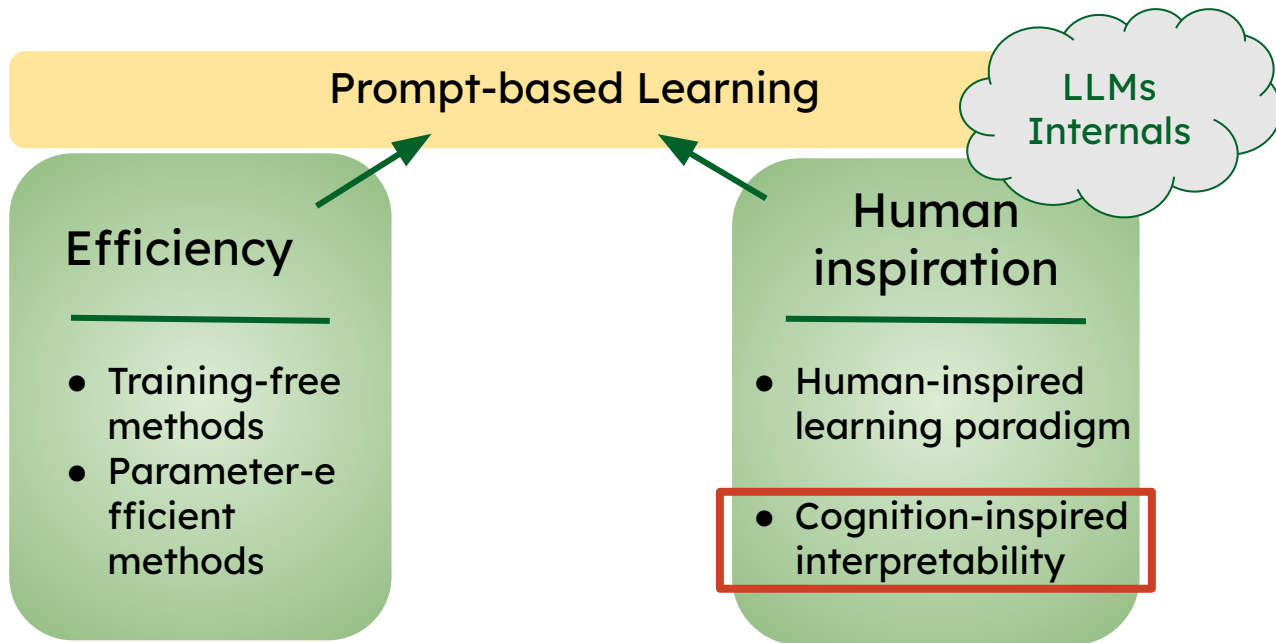 Prompt-based Learning
LLMs
Internals
Efficiency
● Training-free
methods
● Parameter-e
fficient
methods
Human
inspiration
● Human-inspired
learning paradigm
● Cognition-inspired
interpretability